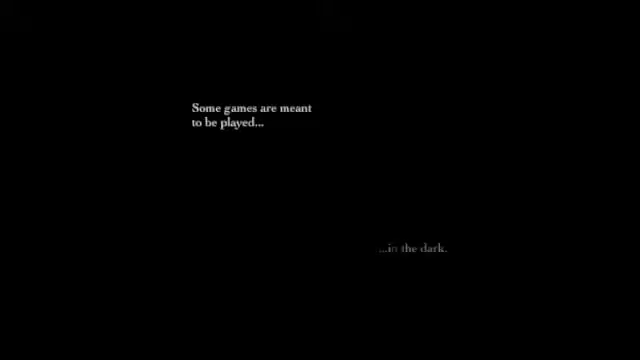 Some games are meant
to be played...
...in the dark.